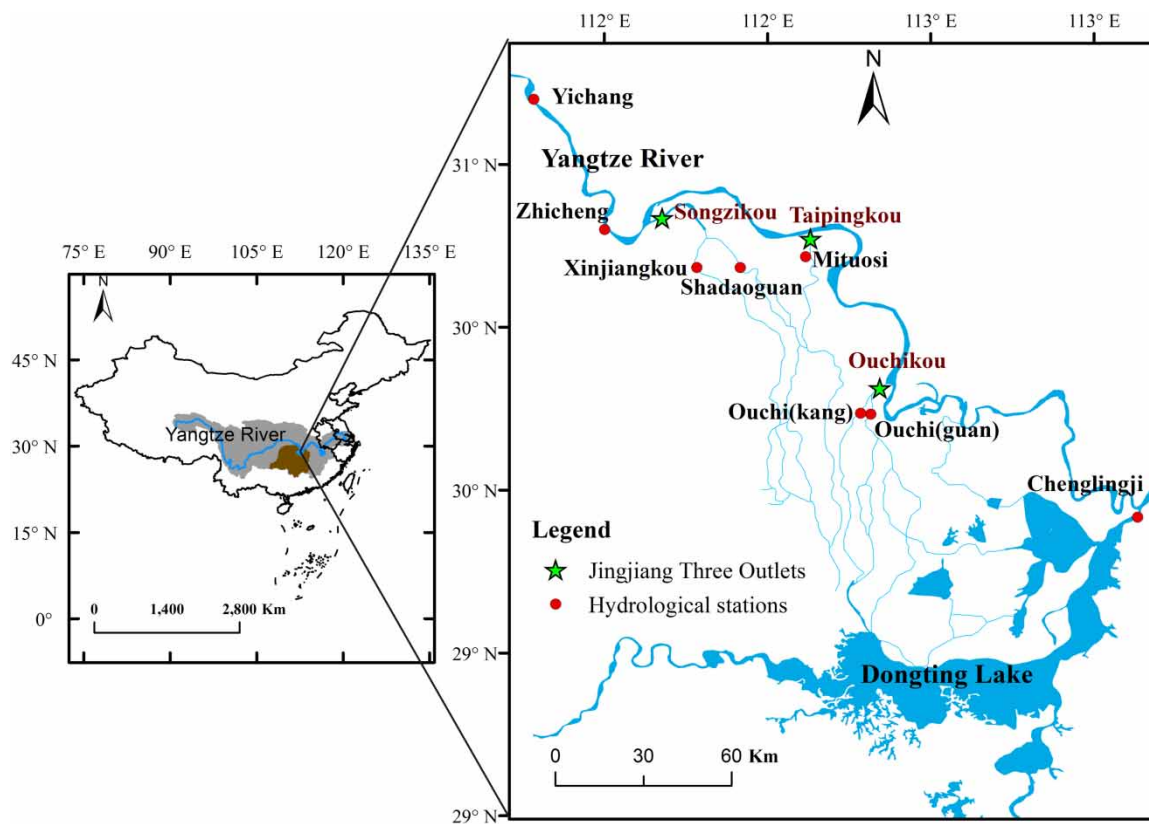 112° E
112° E
113° E
113° E
N
Yichang
Yangtze River
31° N
Zhicheng
Songzikou
Taipingkou
Mituosi
Xinjiangkou
Shadaoguan
75° E
90° E
105° E
120° E
135° E
N
30° N
45° N
Ouchikou
Ouchi(kang)
Ouchi(guan)
Yangtze River
30° N
30° N
Chenglingji
15° N
Legend
Jingjiang Three Outlets
Hydrological stations
0
1,400
2,800 Km
0°
29° N
Dongting Lake
0
30
60 Km
29° N